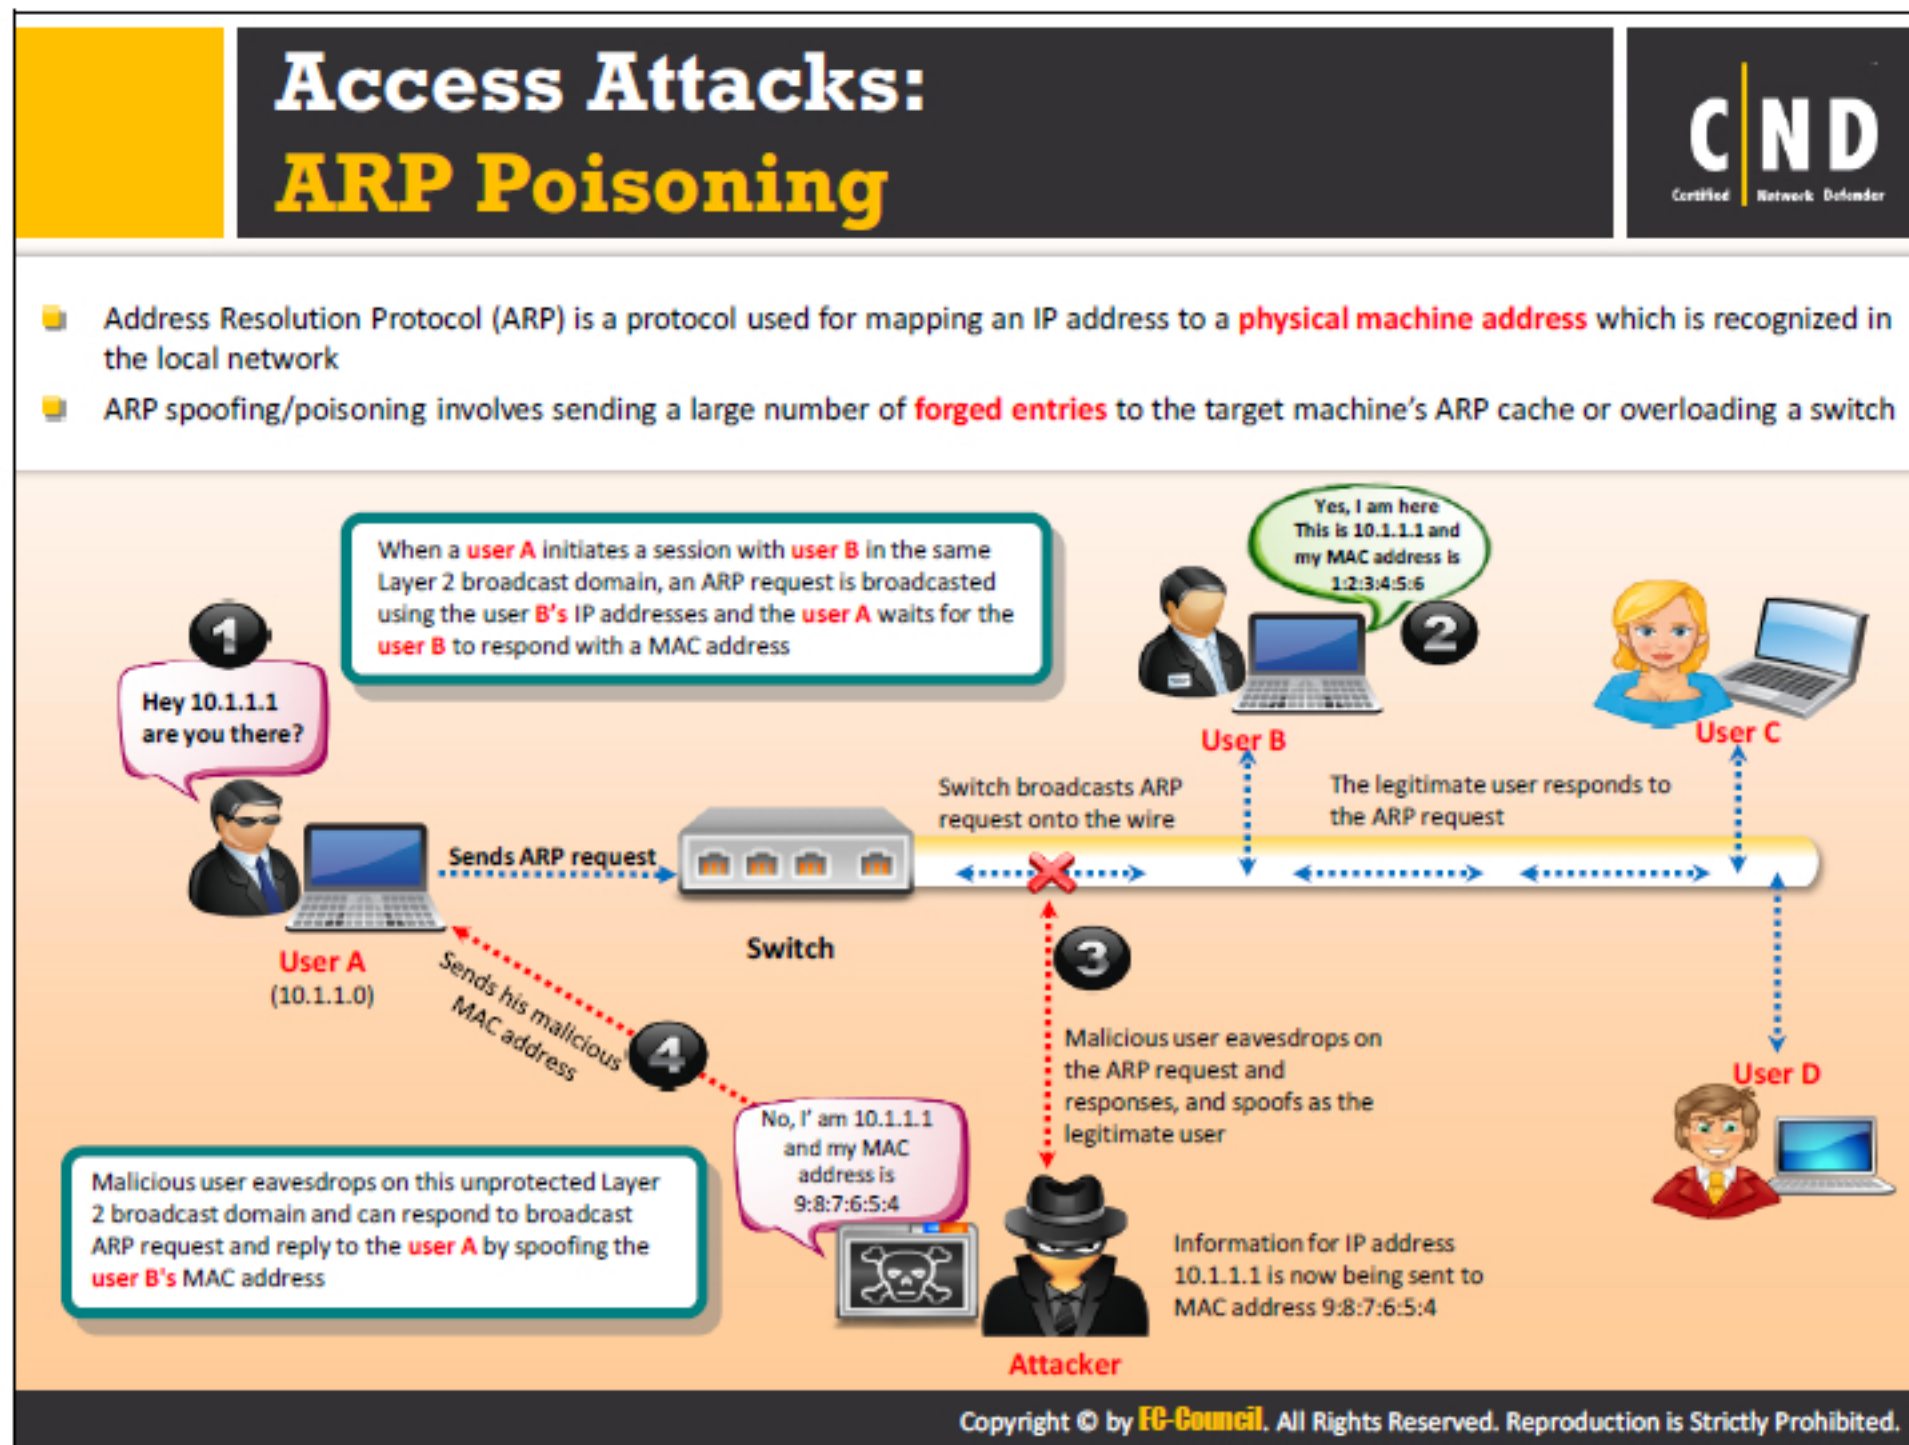 Access Attacks:
ARP Poisoning
C|ND
Certified Network Defender
Address Resolution Protocol (ARP) is a protocol used for mapping an IP address to a physical machine address which is recognized in
the local network
ARP spoofing/poisoning involves sending a large number of forged entries to the target machine's ARP cache or overloading a switch
When a user A initiates a session with user B in the same
Layer 2 broadcast domain, an ARP request is broadcasted
using the user B's IP addresses and the user A waits for the
user B to respond with a MAC address
1
Hey 10.1.1.1
are you there?
Yes, I am here
This is 10.1.1.1 and
my MAC address is
1:2:3:4:5:6
2
User B
User C
Switch broadcasts ARP
request onto the wire
The legitimate user responds to
the ARP request
Sends ARP request
Switch
User A
(10.1.1.0)
3
Sends his malicious
MAC address
4
Malicious user eavesdrops on
the ARP request and
responses, and spoofs as the
legitimate user
User D
No, I' am 10.1.1.1
and my MAC
address is
9:8:7:6:5:4
Malicious user eavesdrops on this unprotected Layer
2 broadcast domain and can respond to broadcast
ARP request and reply to the user A by spoofing the
user B's MAC address
Information for IP address
10.1.1.1 is now being sent to
MAC address 9:8:7:6:5:4
Attacker
Copyright © by EC-Council. All Rights Reserved. Reproduction is Strictly Prohibited.